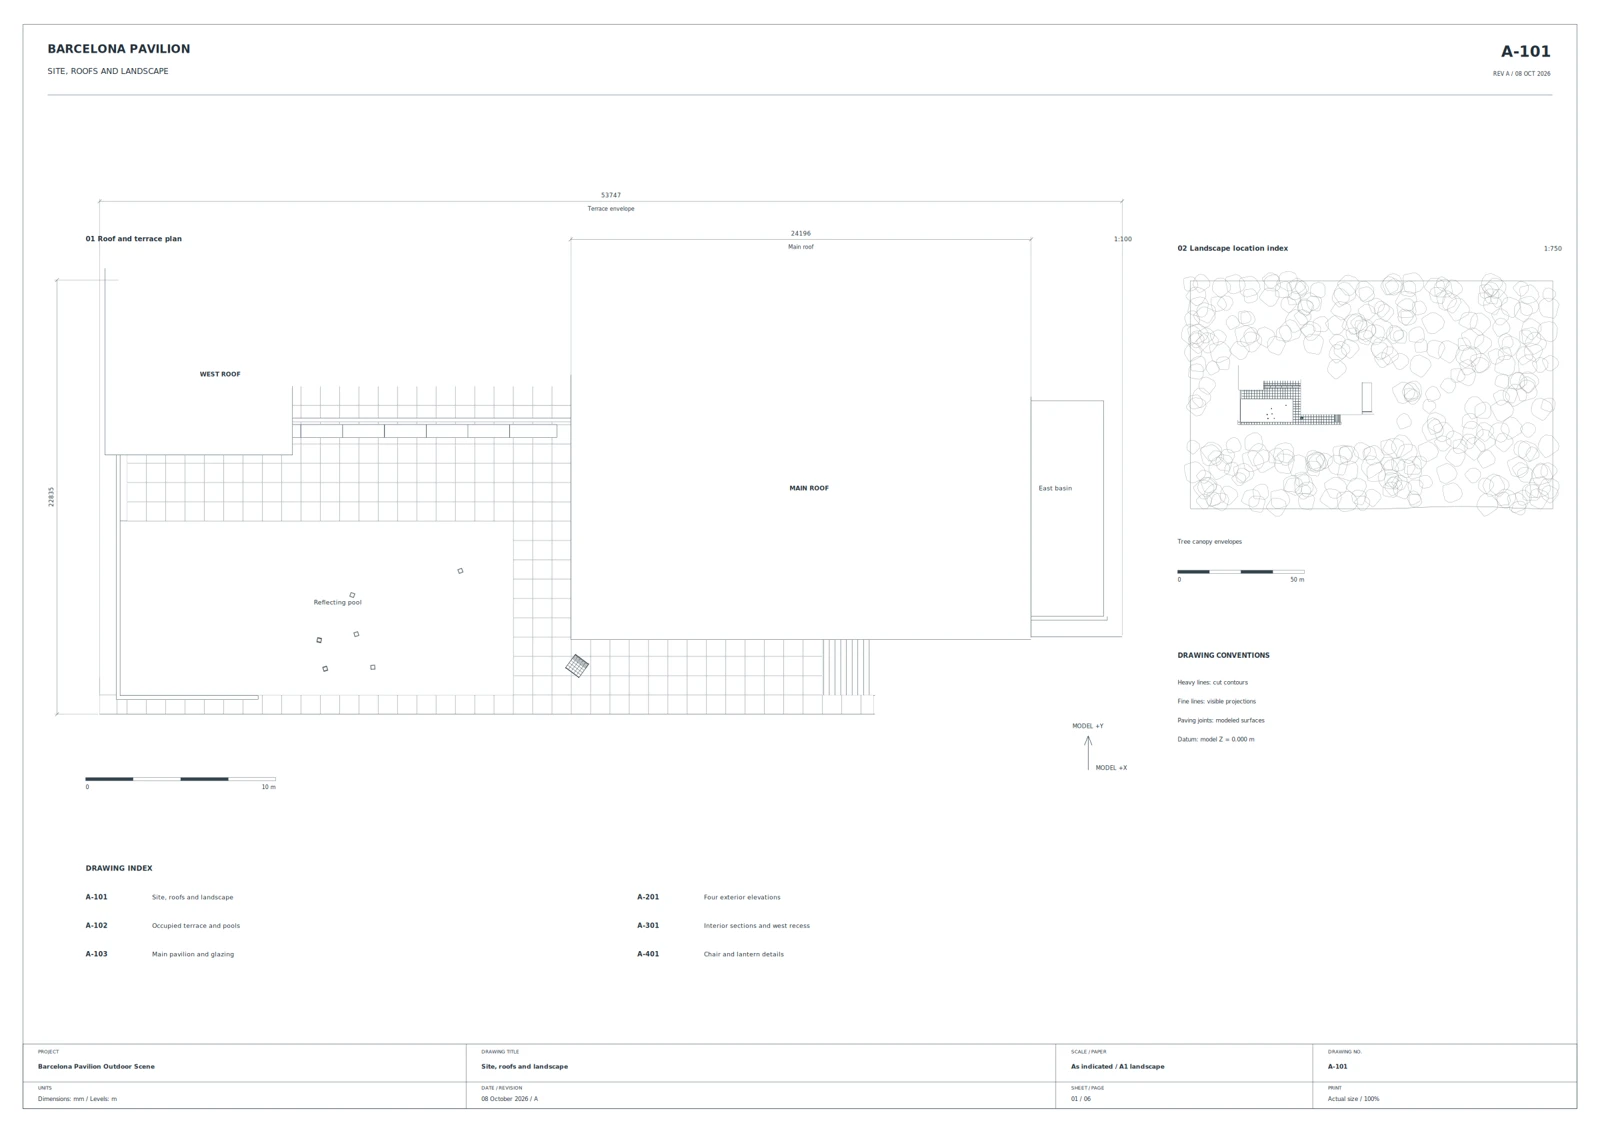 BARCELONA PAVILION
SITE, ROOFS AND LANDSCAPE
A-101
REV A / 08 OCT 2026
53747
Terrace envelope
01 Roof and terrace plan
24196
Main roof
1:100
02 Landscape location index
1:750
WEST ROOF
22835
MAIN ROOF
East basin
Reflecting pool
Tree canopy envelopes
0
50 m
DRAWING CONVENTIONS
Heavy lines: cut contours
Fine lines: visible projections
Paving joints: modeled surfaces
Datum: model Z = 0.000 m
MODEL +Y
MODEL +X
0
10 m
DRAWING INDEX
A-101 Site, roofs and landscape
A-102 Occupied terrace and pools
A-103 Main pavilion and glazing
A-201 Four exterior elevations
A-301 Interior sections and west recess
A-401 Chair and lantern details
PROJECT
Barcelona Pavilion Outdoor Scene
DRAWING TITLE
Site, roofs and landscape
SCALE / PAPER
As indicated / A1 landscape
DRAWING NO.
A-101
UNITS
Dimensions: mm / Levels: m
DATE / REVISION
08 October 2026 / A
SHEET / PAGE
01 / 06
PRINT
Actual size / 100%